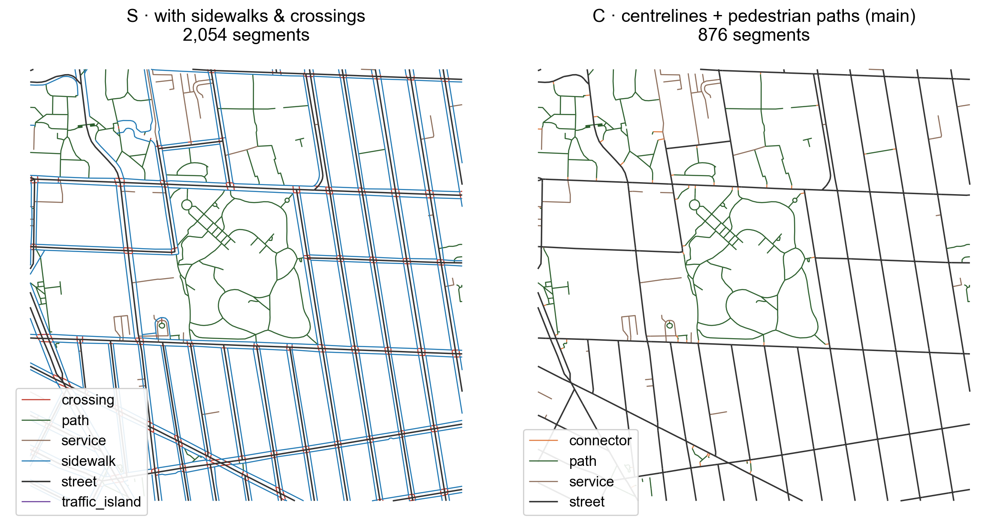 S · with sidewalks & crossings
2,054 segments
C · centrelines + pedestrian paths (main)
876 segments
crossing
path
service
sidewalk
street
traffic_island
connector
path
service
street